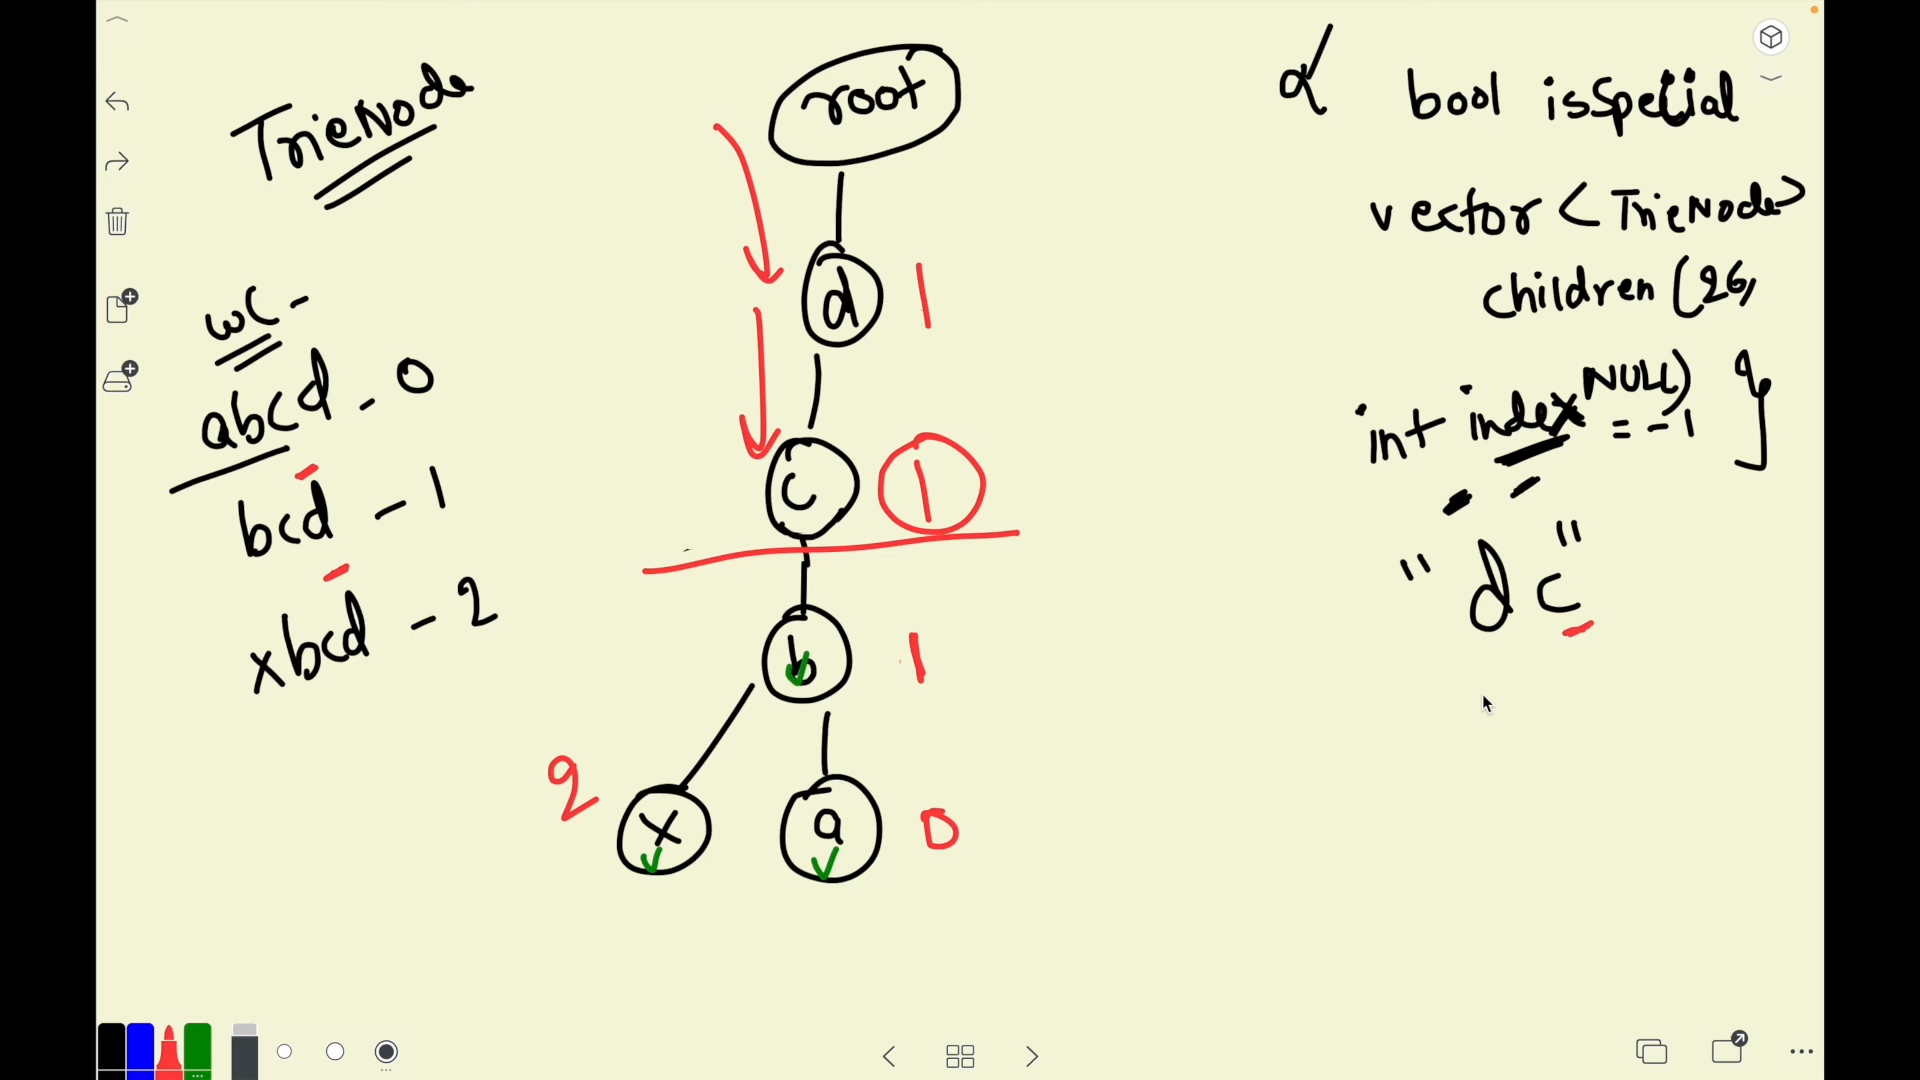 TrieNode
wc -
abcd - 0
bcd - 1
xbcd - 2
root
d 1
c 1
b 1
2 x a 0
bool isSpecial
vector <TrieNode>
children (26,
NULL)
int index = -1 }
"dc"